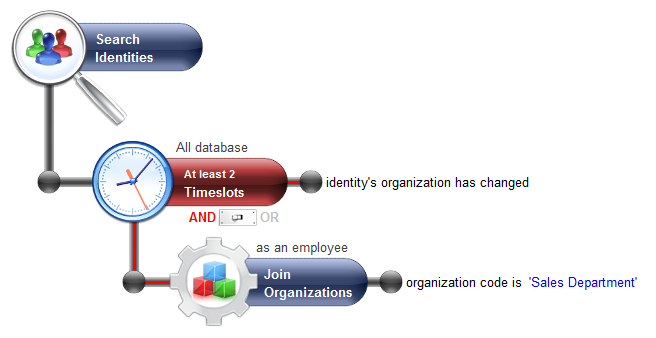 Search
Identities
All database
At least 2
Timeslots
identity's organization has changed
AND OR
as an employee
Join
Organizations
organization code is 'Sales Department'